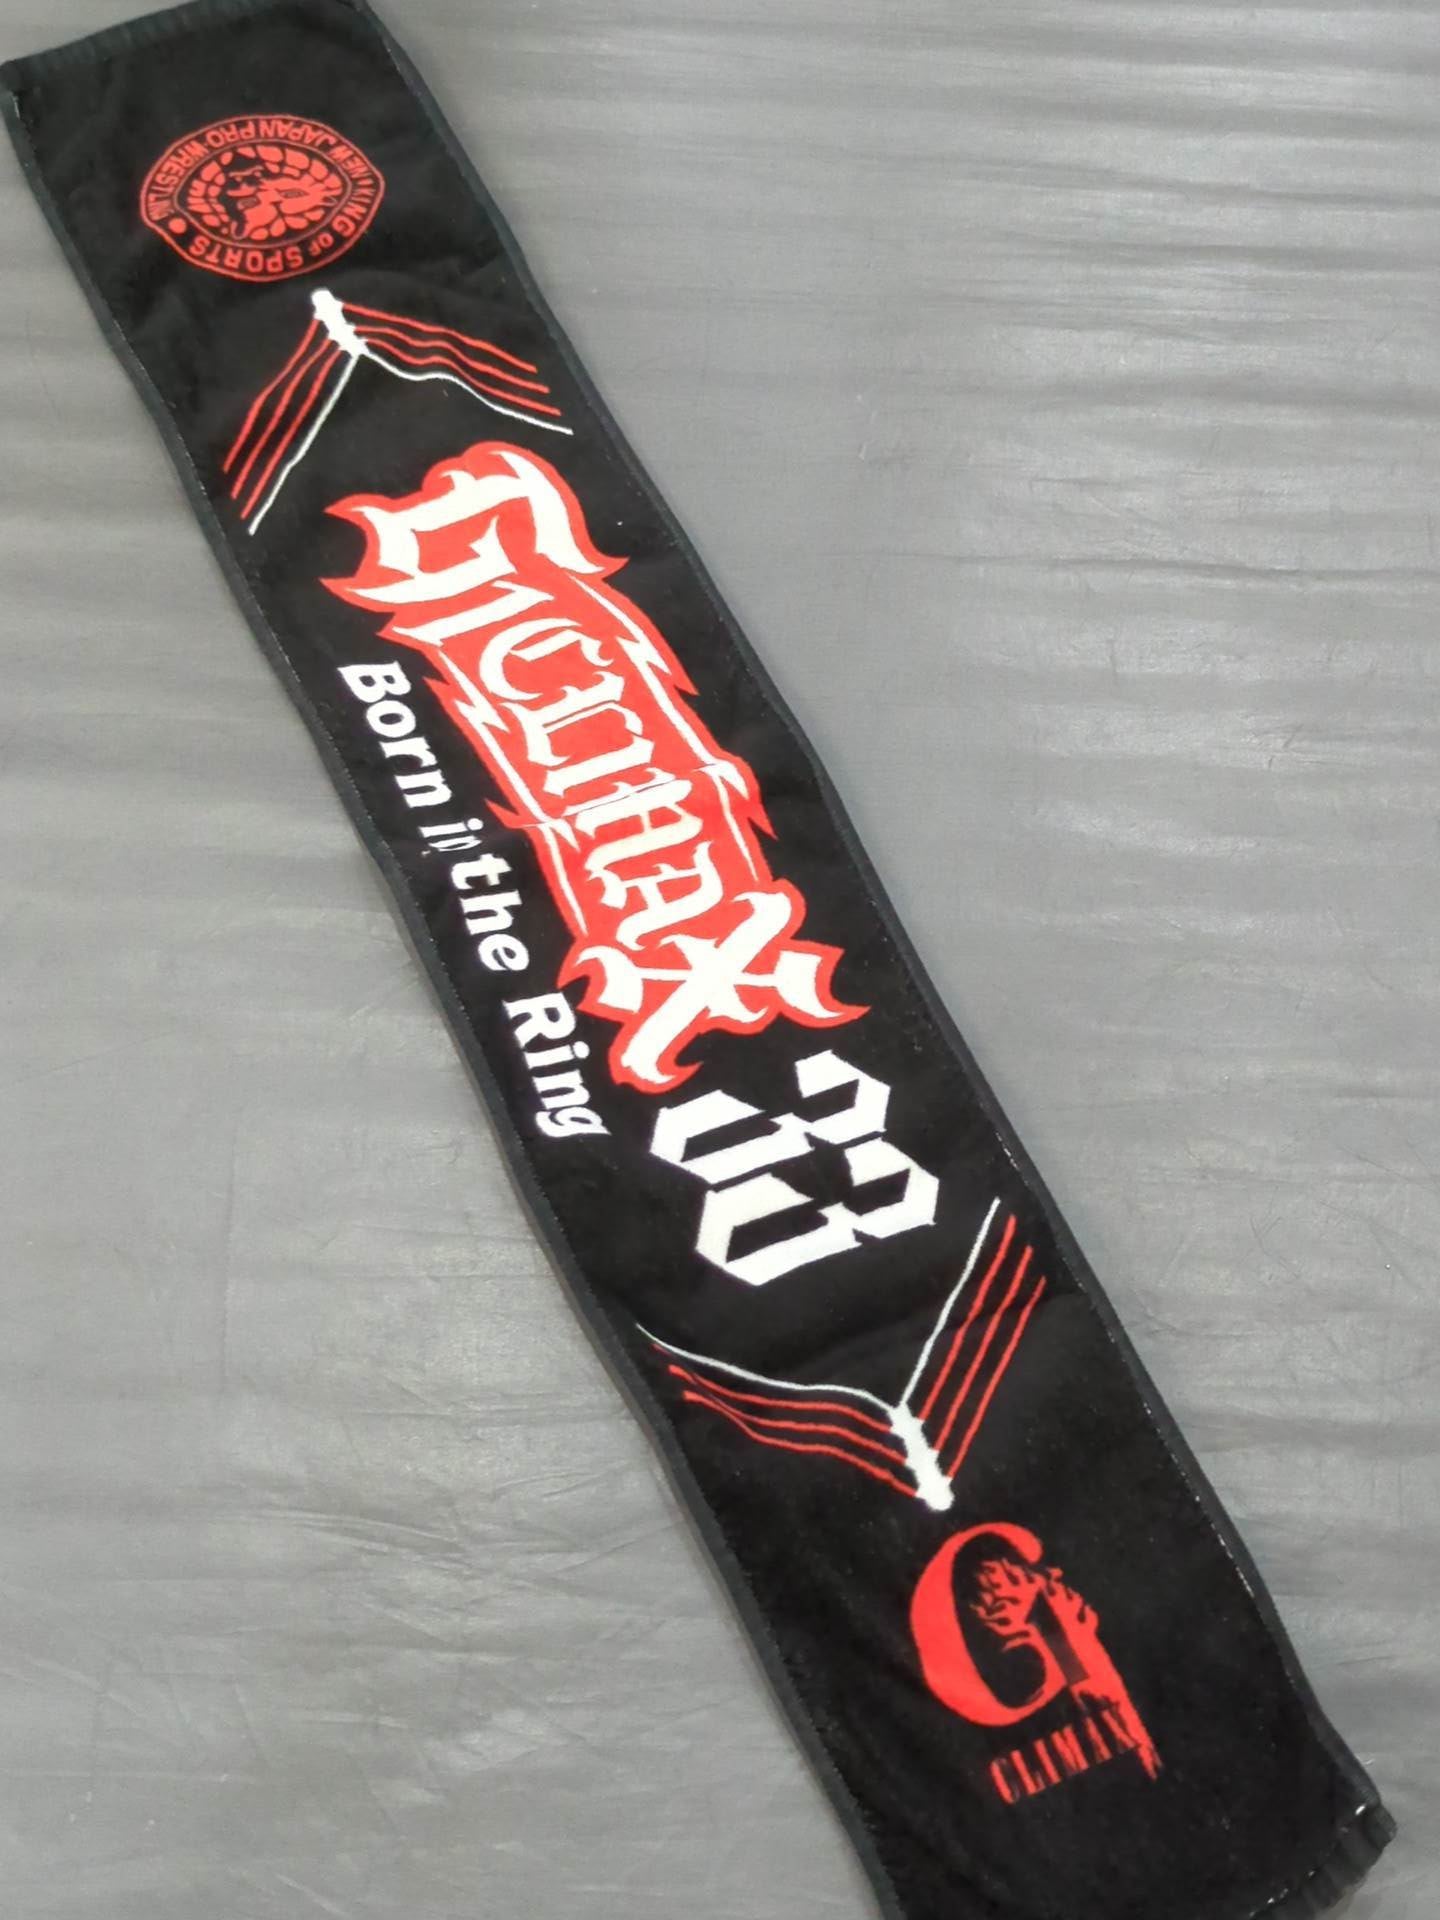 NEW JAPAN PRO-WRESTLING
KING OF SPORTS
G1 CLIMAX
33
Born in the Ring
G1
CLIMAX